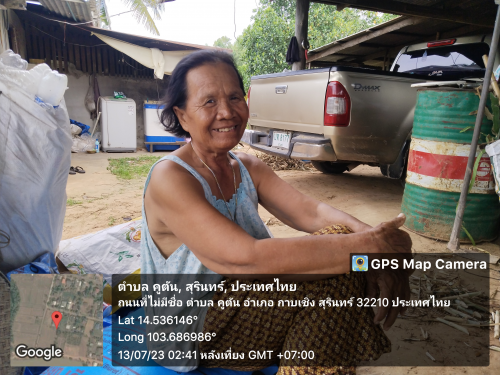 D-MAX
GPS Map Camera
ตำบล คูตัน, สุรินทร์, ประเทศไทย
ถนนที่ไม่มีชื่อ ตำบล คูตัน อำเภอ กาบเชิง สุรินทร์ 32210 ประเทศไทย
Lat 14.536146°
Long 103.686986°
13/07/23 02:41 หลังเที่ยง GMT +07:00
Google